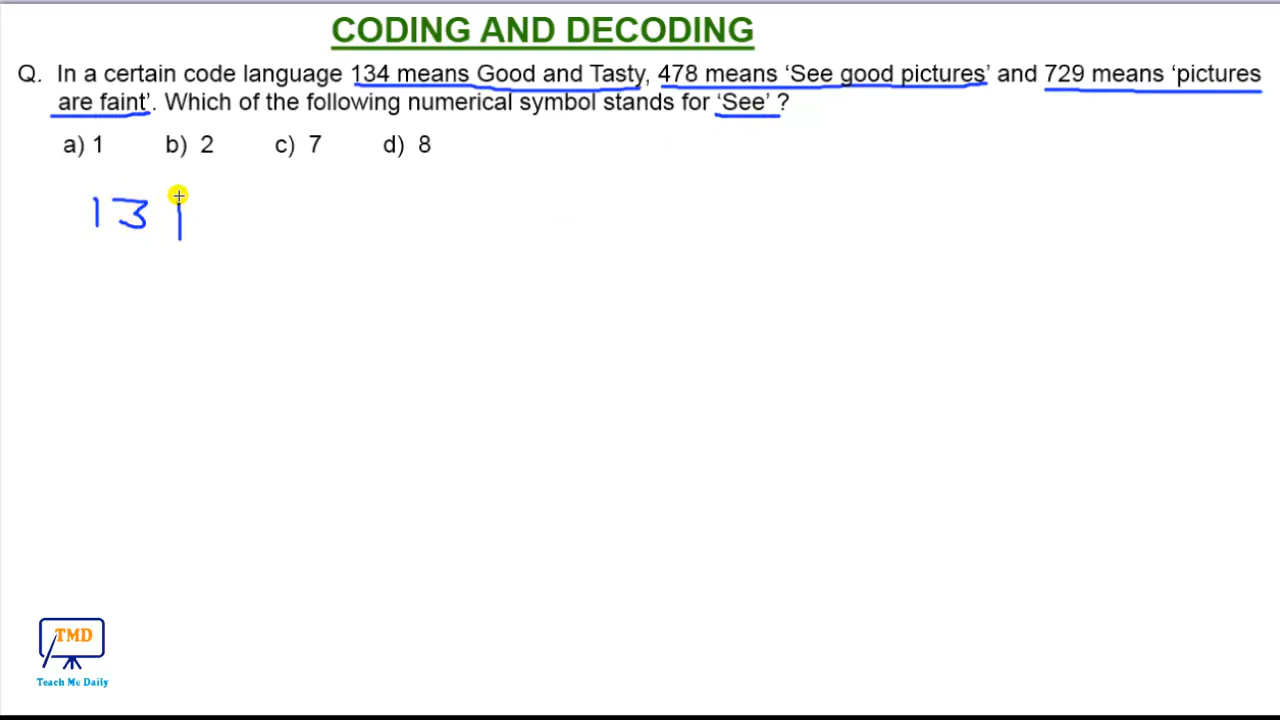 CODING AND DECODING
Q. In a certain code language 134 means Good and Tasty, 478 means ‘See good pictures’ and 729 means ‘pictures
are faint’. Which of the following numerical symbol stands for ‘See’ ?
a) 1 b) 2 c) 7 d) 8
13
TMD
Teach Me Daily